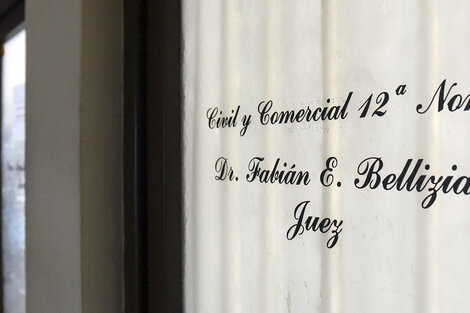 Civil y Comercial 12ª Nom
Dr. Fabián E. Bellizia
Juez